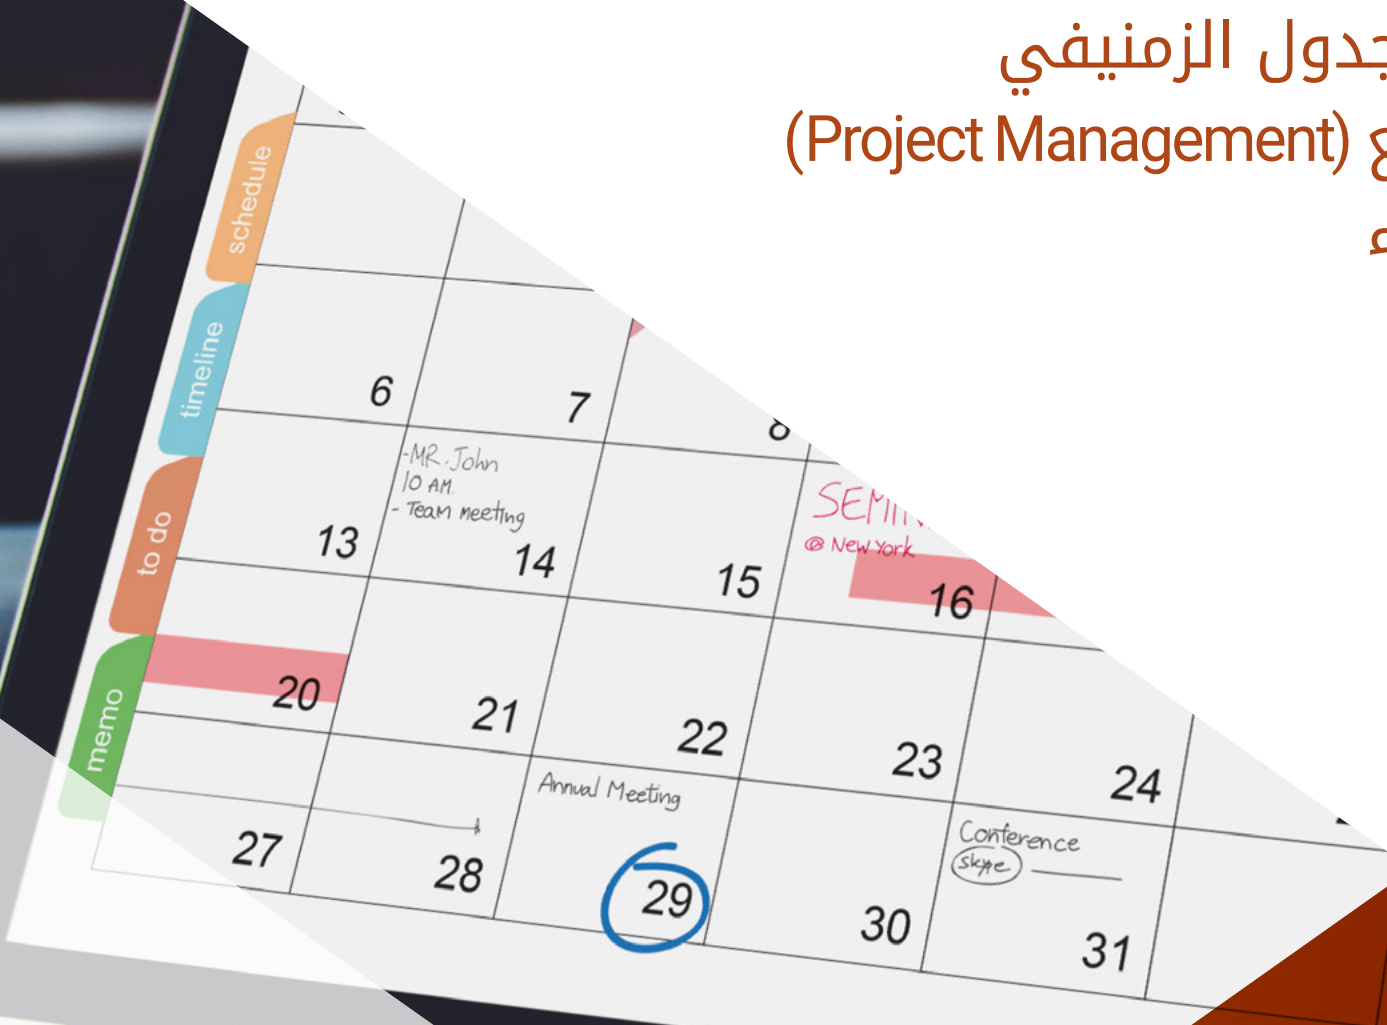 جدول الزمنيفي
ع (Project Management)
ء
schedule
timeline
6
7
8
to do
-MR. John
10 AM.
- Team meeting
13
14
15
@ New York
16
memo
20
21
22
23
24
Annual Meeting
Conference
skype
27
28
29
30
31